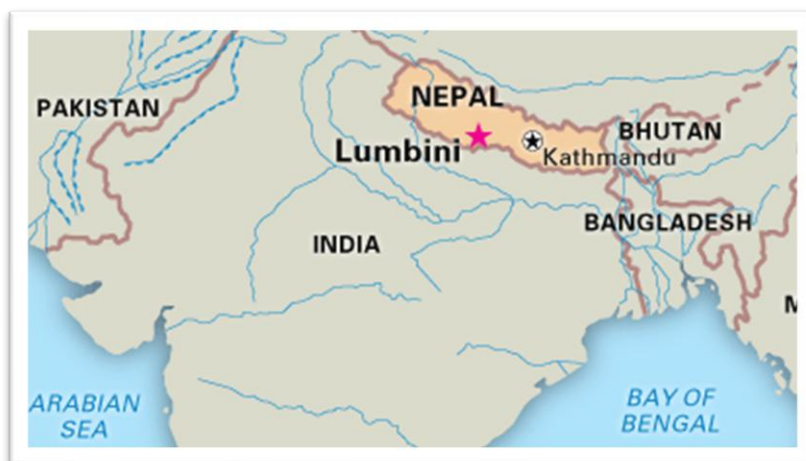 NEPAL
PAKISTAN
BHUTAN
Lumbini
Kathmandu
BANGLADESH
INDIA
M
ARABIAN
SEA
BAY OF
BENGAL